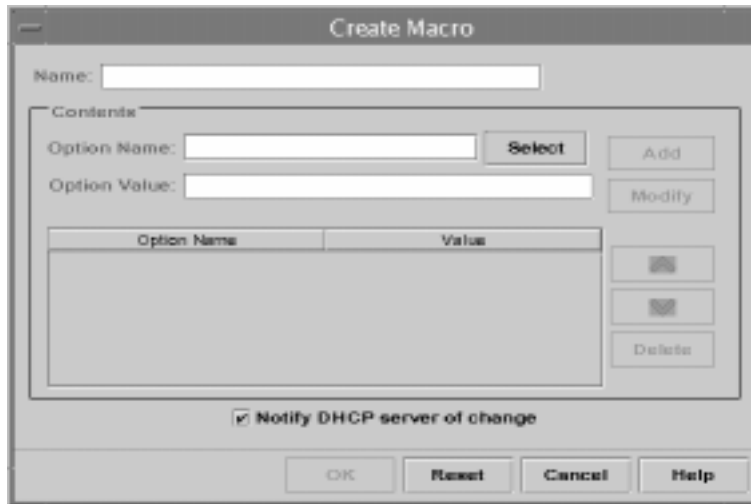 Create Macro
Name:
Contents
Option Name:
Select
Add
Option Value:
Modify
Option Name
Value
Delete
Notify DHCP server of change
OK
Reset
Cancel
Help